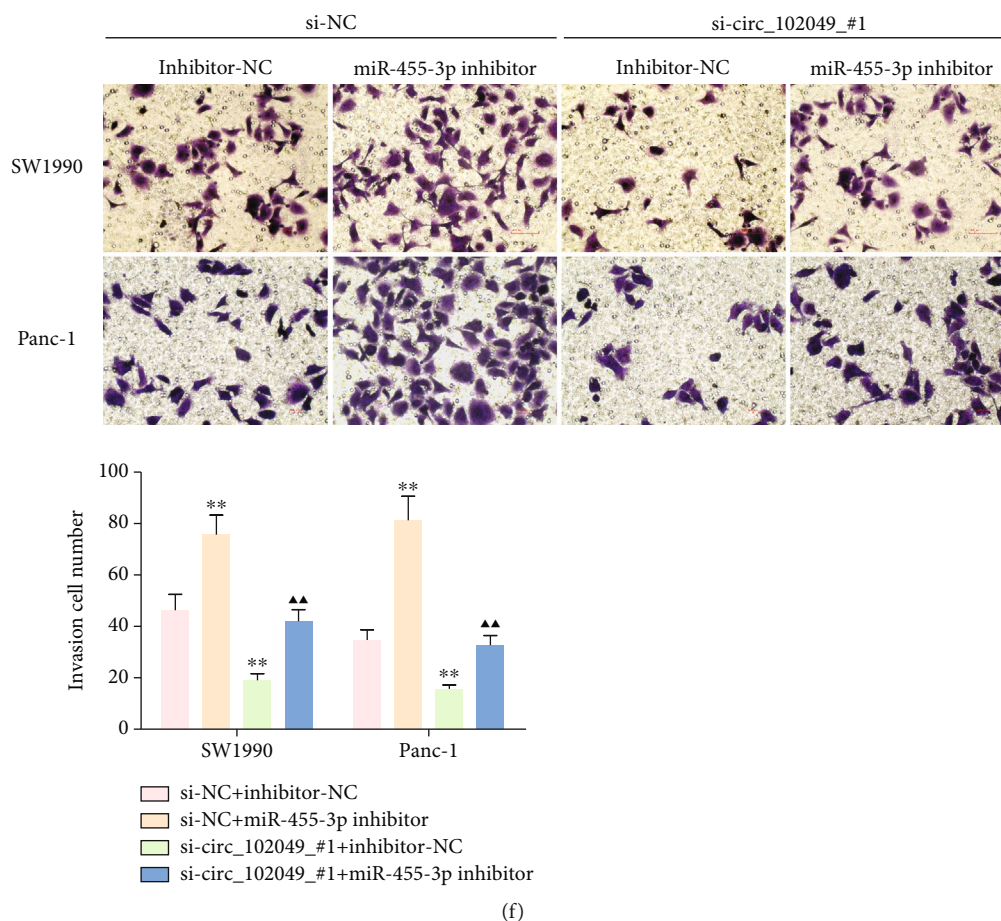 si-NC si-circ_102049_#1
Inhibitor-NC miR-455-3p inhibitor Inhibitor-NC miR-455-3p inhibitor
SW1990
Panc-1
100
80
60
40
20
0
Invasion cell number
** ** ▲▲ ** ** ▲▲
SW1990 Panc-1
si-NC+inhibitor-NC
si-NC+miR-455-3p inhibitor
si-circ_102049_#1+inhibitor-NC
si-circ_102049_#1+miR-455-3p inhibitor
(f)